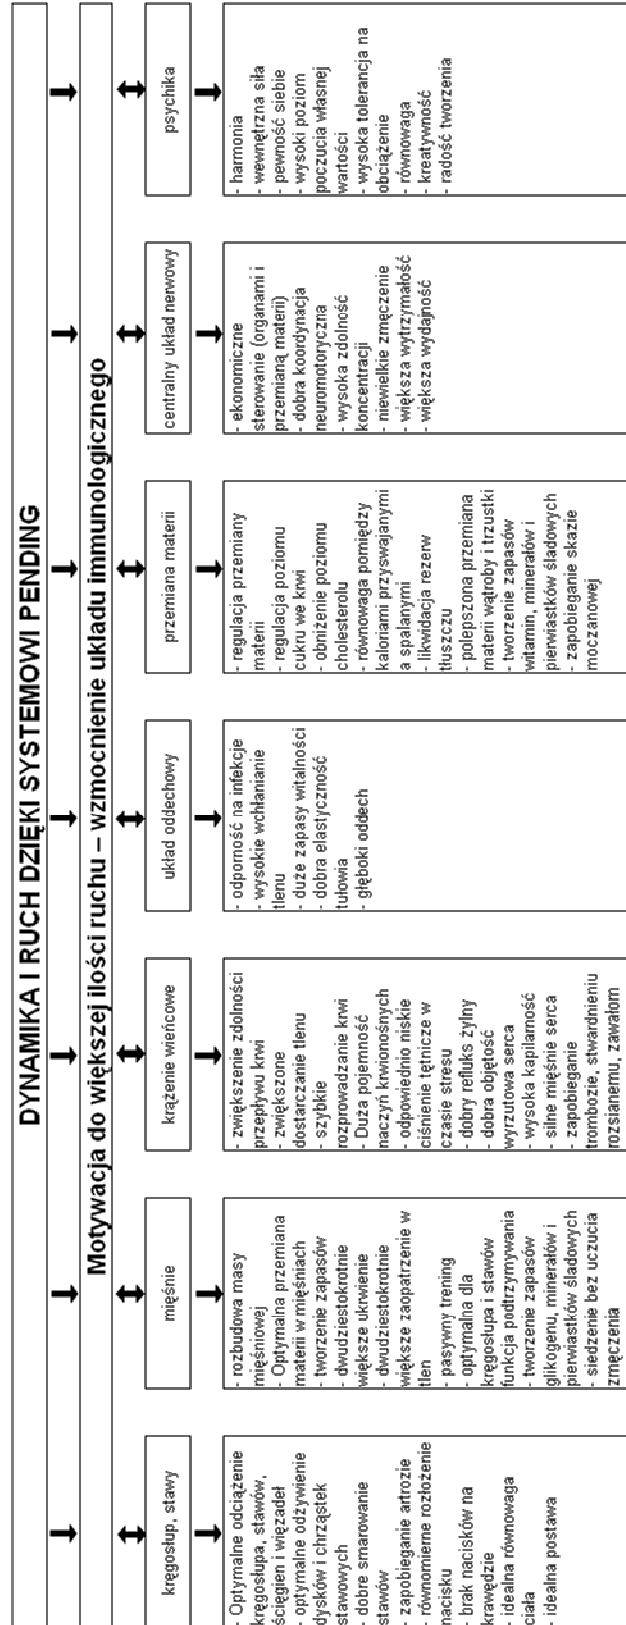 DYNAMIKA I RUCH DZIĘKI SYSTEMOWI PENDING
Motywacja do większej ilości ruchu – wzmocnienie układu immunologicznego
kręgosłup, stawy
- Optymalne odciążenie
kręgosłupa, stawów,
ścięgien i więzadeł
- optymalne odżywienie
dysków i chrząstek
stawowych
- dobre smarowanie
stawów
- zapobieganie artrozie
- równomierne rozłożenie
nacisku
- brak nacisków na
krawędzie
- idealna równowaga
ciała
- idealna postawa
mięśnie
- rozbudowa masy
mięśniowej
- Optymalna przemiana
materii w mięśniach
- tworzenie zapasów
- dwudziestokrotnie
większe ukrwienie
- dwudziestokrotnie
większe zaopatrzenie w
tlen
- pasywny trening
- optymalna dla
kręgosłupa i stawów
funkcja podtrzymywania
- tworzenie zapasów
glikogenu, minerałów i
pierwiastków śladowych
- siedzenie bez uczucia
zmęczenia
krążenie wieńcowe
- zwiększenie zdolności
przepływu krwi
- zwiększone
dostarczanie tlenu
- szybkie
rozprowadzanie krwi
- Duża pojemność
naczyń krwionośnych
- odpowiednio niskie
ciśnienie tętnicze w
czasie stresu
- dobry refluks żylny
- dobra objętość
wyrzutowa serca
- wysoka kapilarność
- silne mięśnie serca
- zapobieganie
trombozie, stwardnieniu
rozsianemu, zawałom
układ oddechowy
- odporność na infekcje
- wysokie wchłanianie
tlenu
- duże zapasy witalności
- dobra elastyczność
tułowia
- głęboki oddech
przemiana materii
- regulacja przemiany
materii
- regulacja poziomu
cukru we krwi
- obniżenie poziomu
cholesterolu
- równowaga pomiędzy
kaloriami przyswajanymi
a spalanymi
- likwidacja rezerw
tłuszczu
- polepszona przemiana
materii wątroby i trzustki
- tworzenie zapasów
witamin, minerałów i
pierwiastków śladowych
- zapobieganie skazie
moczanowej
centralny układ nerwowy
- ekonomiczne
sterowanie (organami i
przemianą materii)
- dobra koordynacja
neuromotoryczna
- wysoka zdolność
koncentracji
- niewielkie zmęczenie
- większa wytrzymałość
- większa wydajność
psychika
- harmonia
- wewnętrzna siła
- pewność siebie
- wysoki poziom
poczucia własnej
wartości
- wysoka tolerancja na
obciążenie
- równowaga
- kreatywność
- radość tworzenia